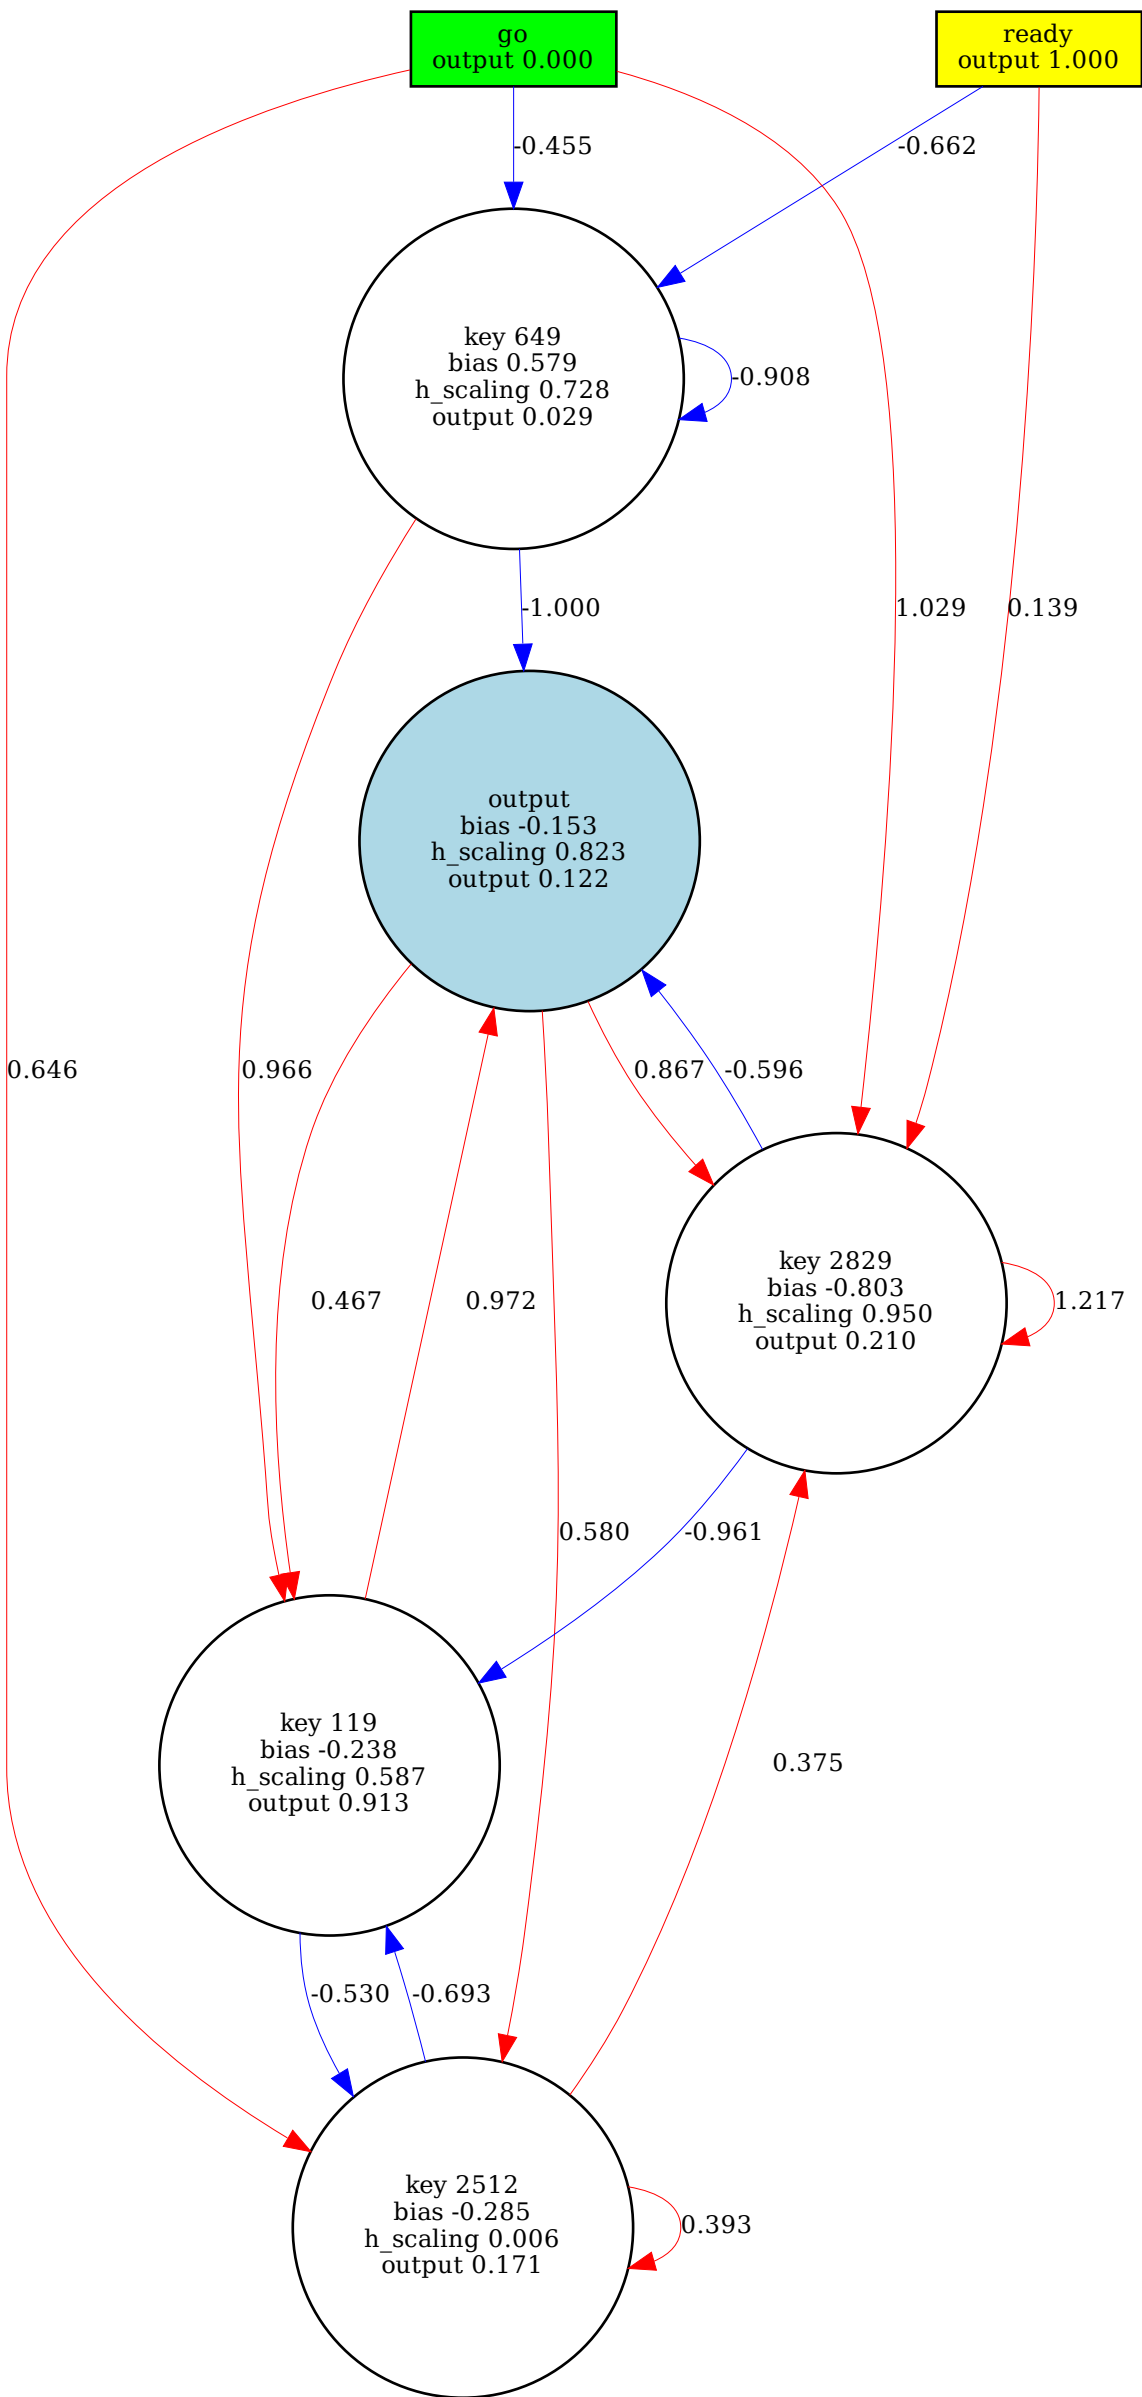 go
output 0.000
ready
output 1.000
-0.455
-0.662
key 649
bias 0.579
h_scaling 0.728
output 0.029
-0.908
-1.000
1.029
0.139
output
bias -0.153
h_scaling 0.823
output 0.122
0.646
0.966
0.867
-0.596
key 2829
bias -0.803
h_scaling 0.950
output 0.210
0.467
0.972
1.217
0.580
-0.961
key 119
bias -0.238
h_scaling 0.587
output 0.913
0.375
-0.530
-0.693
key 2512
bias -0.285
h_scaling 0.006
output 0.171
0.393